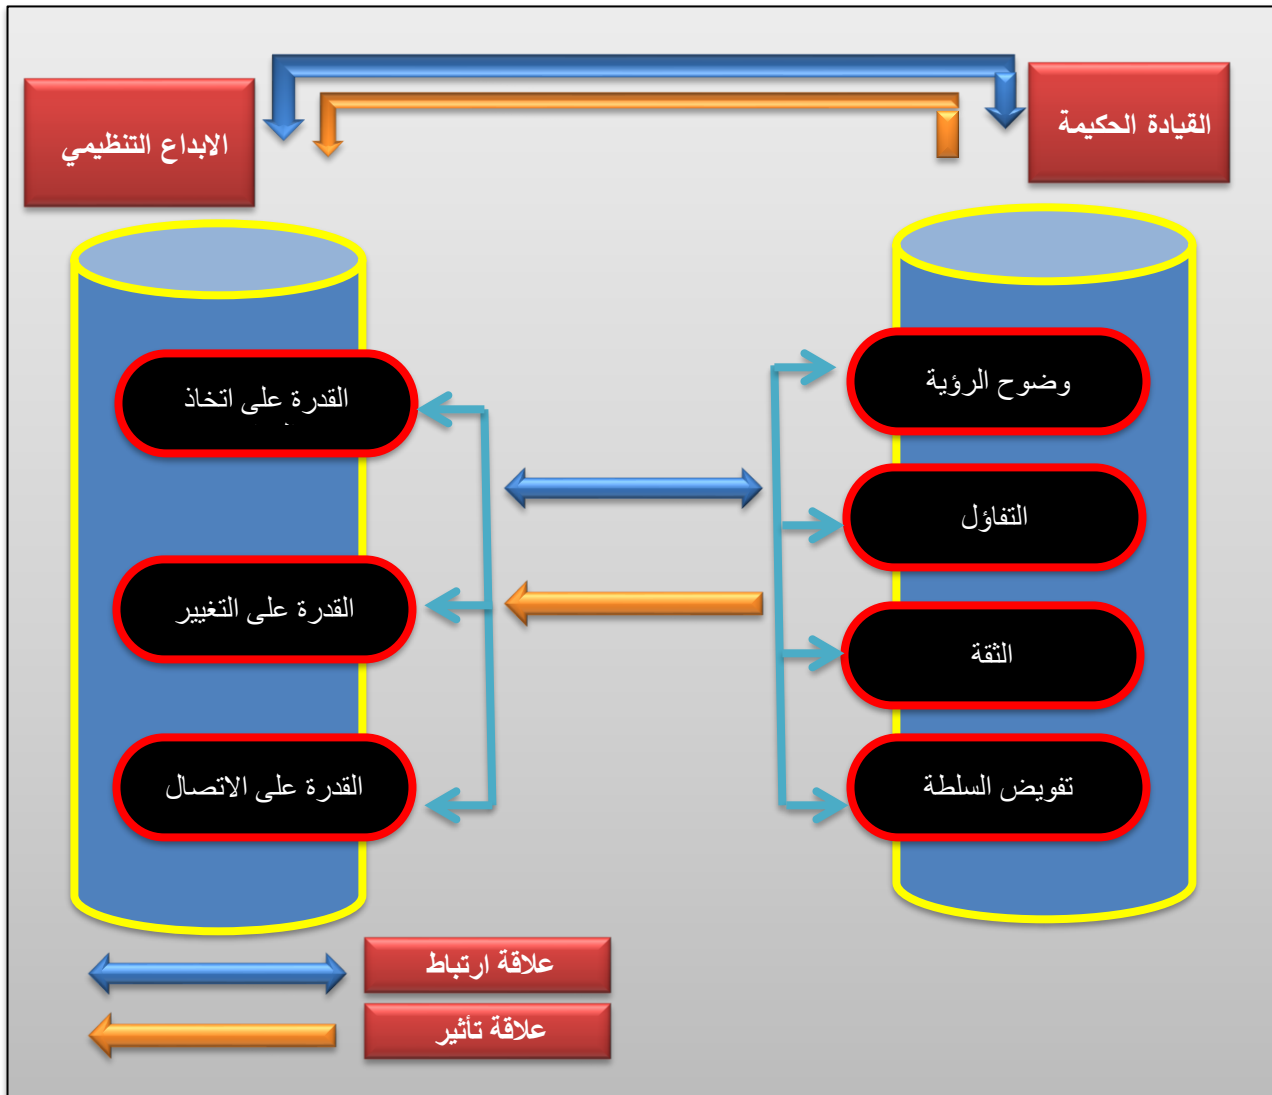 القيادة الحكيمة
الابداع التنظيمي
وضوح الرؤية
التفاؤل
الثقة
تفويض السلطة
القدرة على اتخاذ
القدرة على التغيير
القدرة على الاتصال
علاقة ارتباط
علاقة تأثير